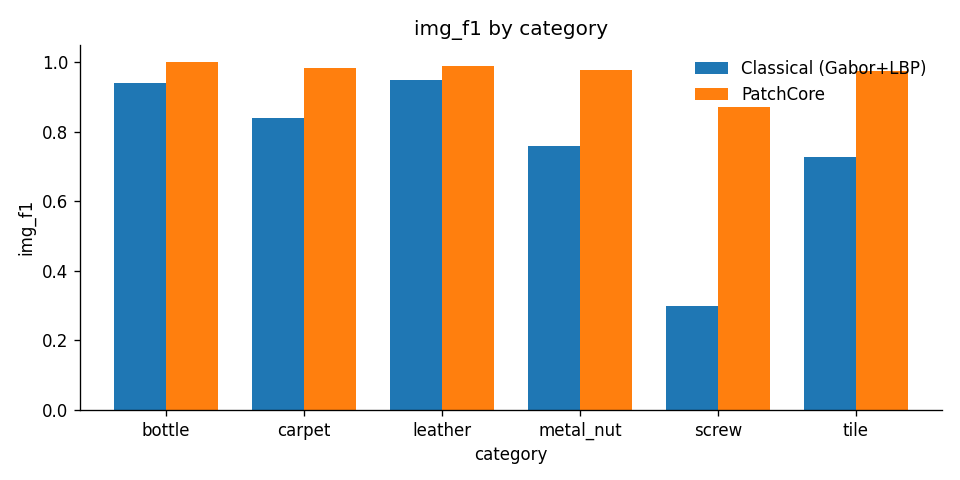 img_f1 by category
Classical (Gabor+LBP)
PatchCore
img_f1
1.0
0.8
0.6
0.4
0.2
0.0
bottle carpet leather metal_nut screw tile
category